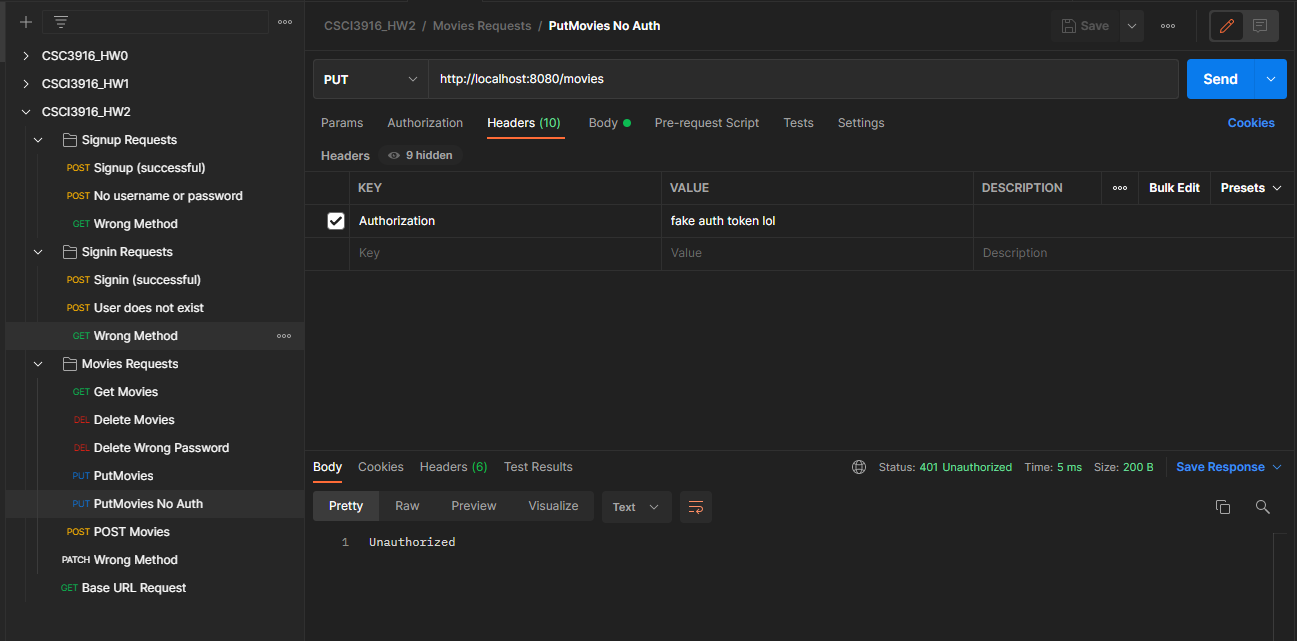 CSC3916_HW0
CSCI3916_HW1
CSCI3916_HW2
Signup Requests
POST Signup (successful)
POST No username or password
GET Wrong Method
Signin Requests
POST Signin (successful)
POST User does not exist
GET Wrong Method
Movies Requests
GET Get Movies
DEL Delete Movies
DEL Delete Wrong Password
PUT PutMovies
PUT PutMovies No Auth
POST POST Movies
PATCH Wrong Method
GET Base URL Request
CSCI3916_HW2 / Movies Requests / PutMovies No Auth
Save
PUT http://localhost:8080/movies Send
Params Authorization Headers (10) Body Pre-request Script Tests Settings Cookies
Headers 9 hidden
KEY VALUE DESCRIPTION Bulk Edit Presets
Authorization fake auth token lol
Key Value Description
Body Cookies Headers (6) Test Results Status: 401 Unauthorized Time: 5 ms Size: 200 B Save Response
Pretty Raw Preview Visualize Text
1 Unauthorized